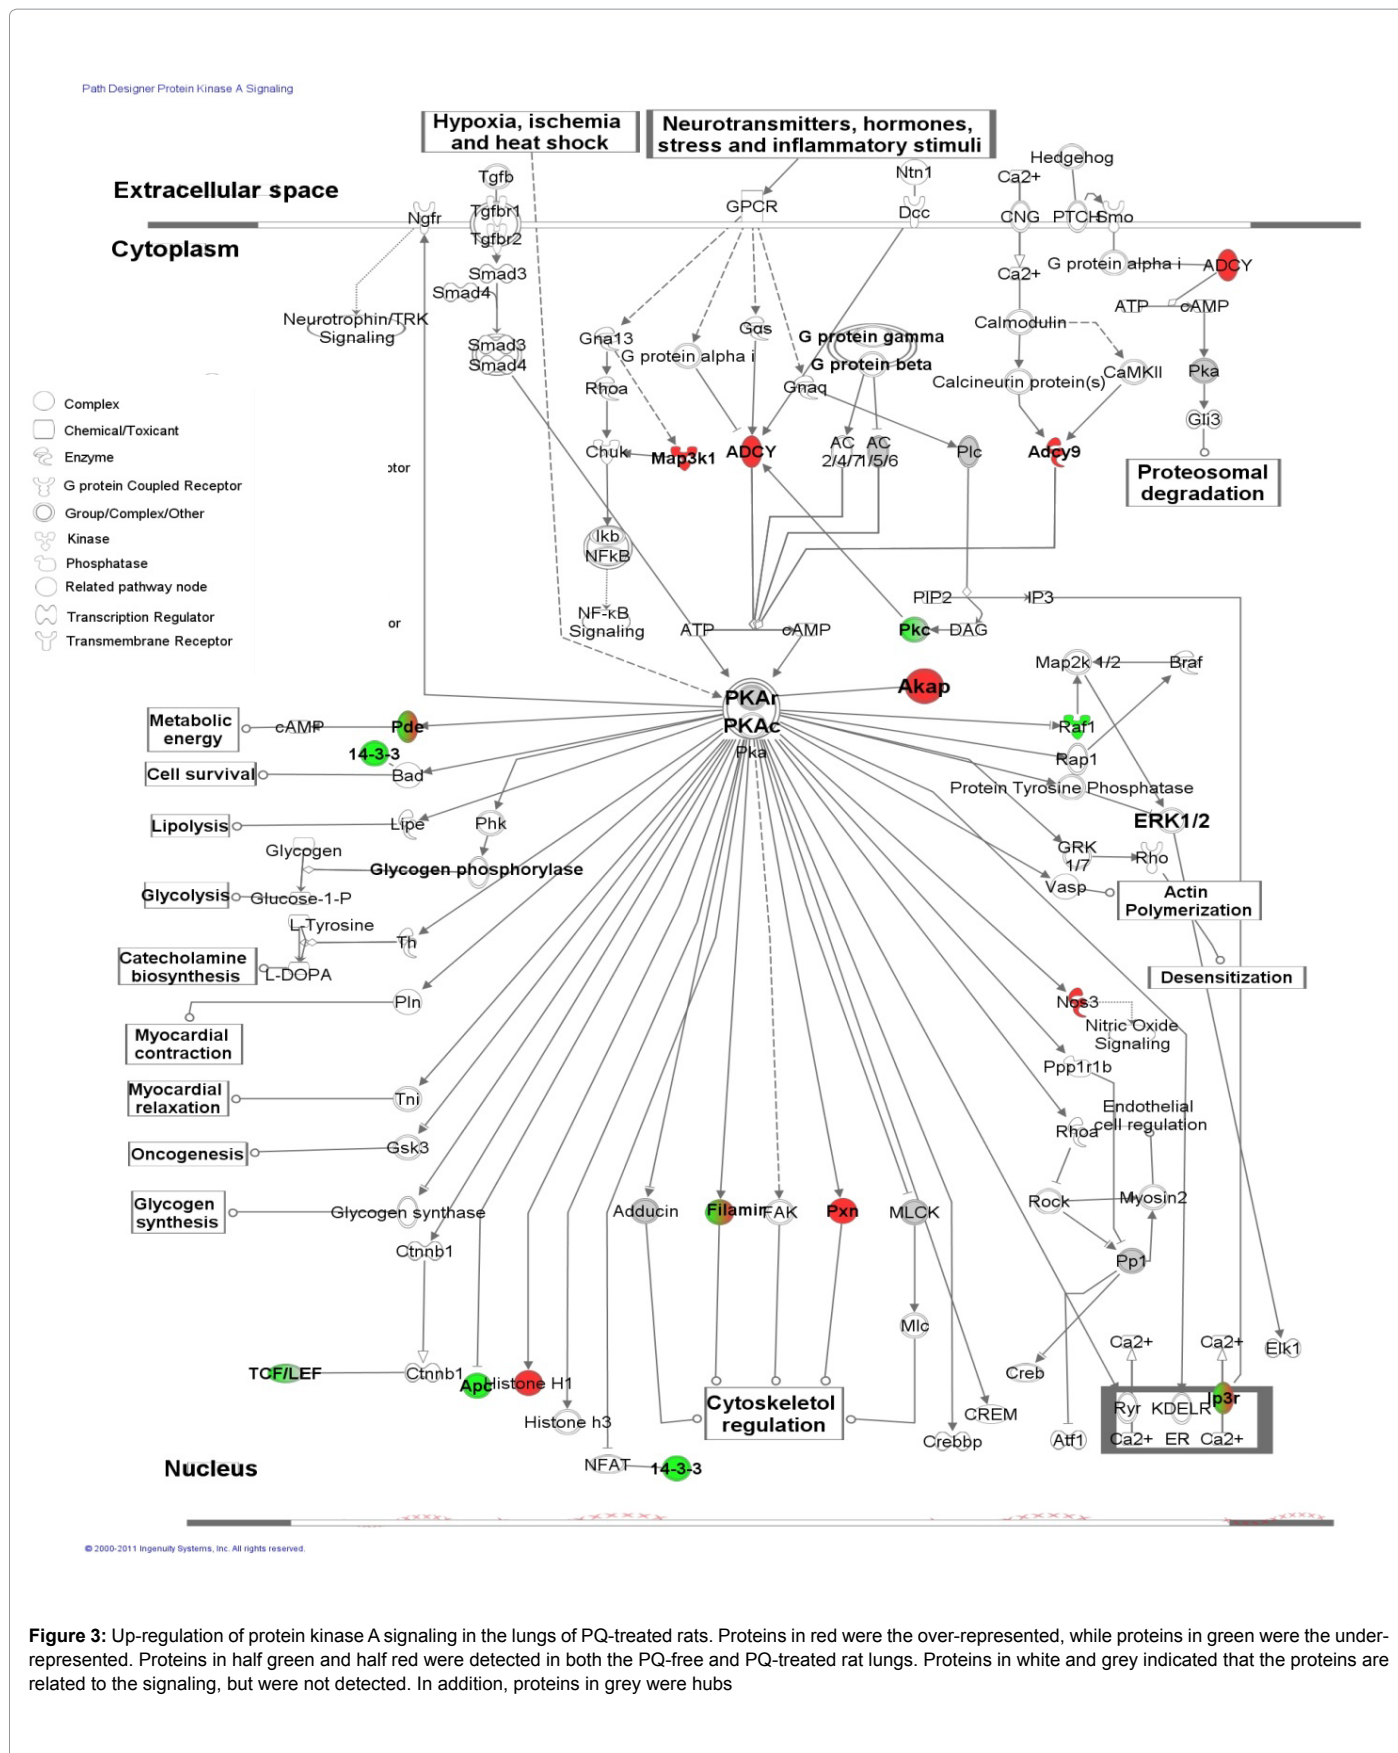 Path Designer Protein Kinase A Signaling
Hypoxia, ischemia
and heat shock
Neurotransmitters, hormones,
stress and inflammatory stimuli
Extracellular space
Cytoplasm
Tgfb
Ntn1
Ca2+
Hedgehog
Ngfr
Tgfbr1
Tgfbr2
GPCR
Dcc
CNG
PTCH
Smo
Smad3
Smad4
Ca2+
G protein alpha i
ADCY
ATP
cAMP
Neurotrophin/TRK
Signaling
Smad3
Smad4
Gna13
G protein alpha i
Gαs
G protein gamma
G protein beta
Calmodulin
Rhoa
Gnaq
Calcineurin protein(s)
CaMKII
Pka
Gli3
Chuk
Map3k1
ADCY
AC
2/4/7
AC
1/5/6
Plc
Adcy9
Proteosomal
degradation
Complex
Chemical/Toxicant
Enzyme
G protein Coupled Receptor
Group/Complex/Other
Kinase
Phosphatase
Related pathway node
Transcription Regulator
Transmembrane Receptor
otor
or
Ikb
NFkB
NF-κB
Signaling
ATP
cAMP
PIP2
IP3
Pkc
DAG
Map2k 1/2
Braf
PKAr
PKAc
Pka
Akap
Raf1
Rap1
Protein Tyrosine Phosphatase
ERK1/2
GRK
1/7
Rho
Vasp
Actin
Polymerization
Desensitization
Metabolic
energy
cAMP
Pde
14-3-3
Cell survival
Bad
Lipolysis
Lipe
Phk
Glycogen
Glycogen phosphorylase
Glycolysis
Glucose-1-P
L-Tyrosine
Th
Catecholamine
biosynthesis
L-DOPA
Pln
Myocardial
contraction
Myocardial
relaxation
Tni
Oncogenesis
Gsk3
Glycogen
synthesis
Glycogen synthase
Ctnnb1
Nos3
Nitric Oxide
Signaling
Ppp1r1b
Endothelial
cell regulation
Rhoa
Rock
Myosin2
Pp1
Adducin
Filamin
FAK
Pxn
MLCK
Mlc
TCF/LEF
Ctnnb1
Apc
Histone H1
Histone h3
NFAT
14-3-3
Cytoskeletol
regulation
CREM
Crebbp
Creb
Atf1
Ca2+
Ca2+
Elk1
Ryr
KDELR
Ip3r
Ca2+
ER
Ca2+
Nucleus
© 2000-2011 Ingenuity Systems, Inc. All rights reserved.
Figure 3: Up-regulation of protein kinase A signaling in the lungs of PQ-treated rats. Proteins in red were the over-represented, while proteins in green were the under-
represented. Proteins in half green and half red were detected in both the PQ-free and PQ-treated rat lungs. Proteins in white and grey indicated that the proteins are
related to the signaling, but were not detected. In addition, proteins in grey were hubs